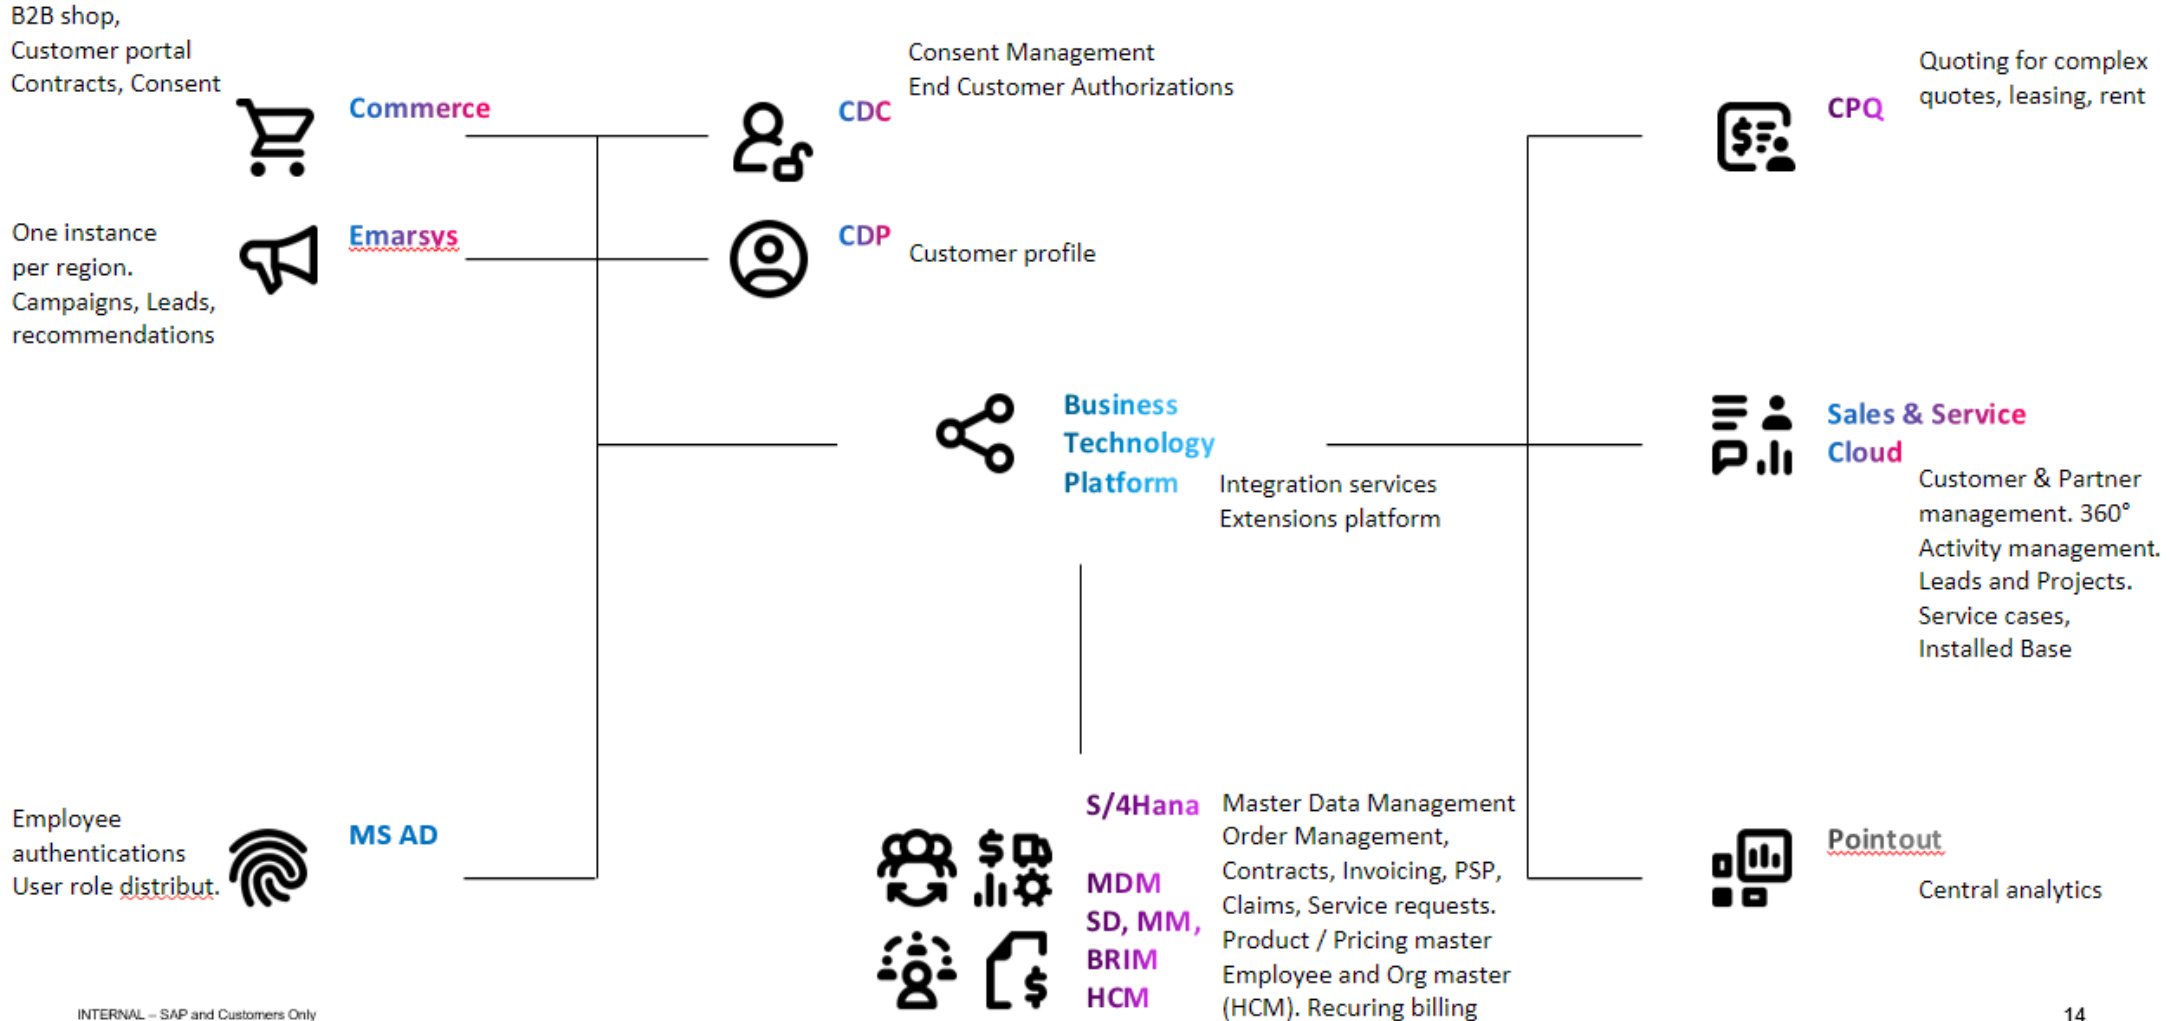 B2B shop,
Customer portal
Contracts, Consent
Commerce
Consent Management
End Customer Authorizations
CDC
Quoting for complex
quotes, leasing, rent
CPQ
One instance
per region.
Campaigns, Leads,
recommendations
Emarsys
CDP
Customer profile
Business
Technology
Platform
Integration services
Extensions platform
Sales & Service
Cloud
Customer & Partner
management. 360°
Activity management.
Leads and Projects.
Service cases,
Installed Base
Employee
authentications
User role distribut.
MS AD
S/4Hana
MDM
SD, MM,
BRIM
HCM
Master Data Management
Order Management,
Contracts, Invoicing, PSP,
Claims, Service requests.
Product / Pricing master
Employee and Org master
(HCM). Recuring billing
Pointout
Central analytics
INTERNAL – SAP and Customers Only
14